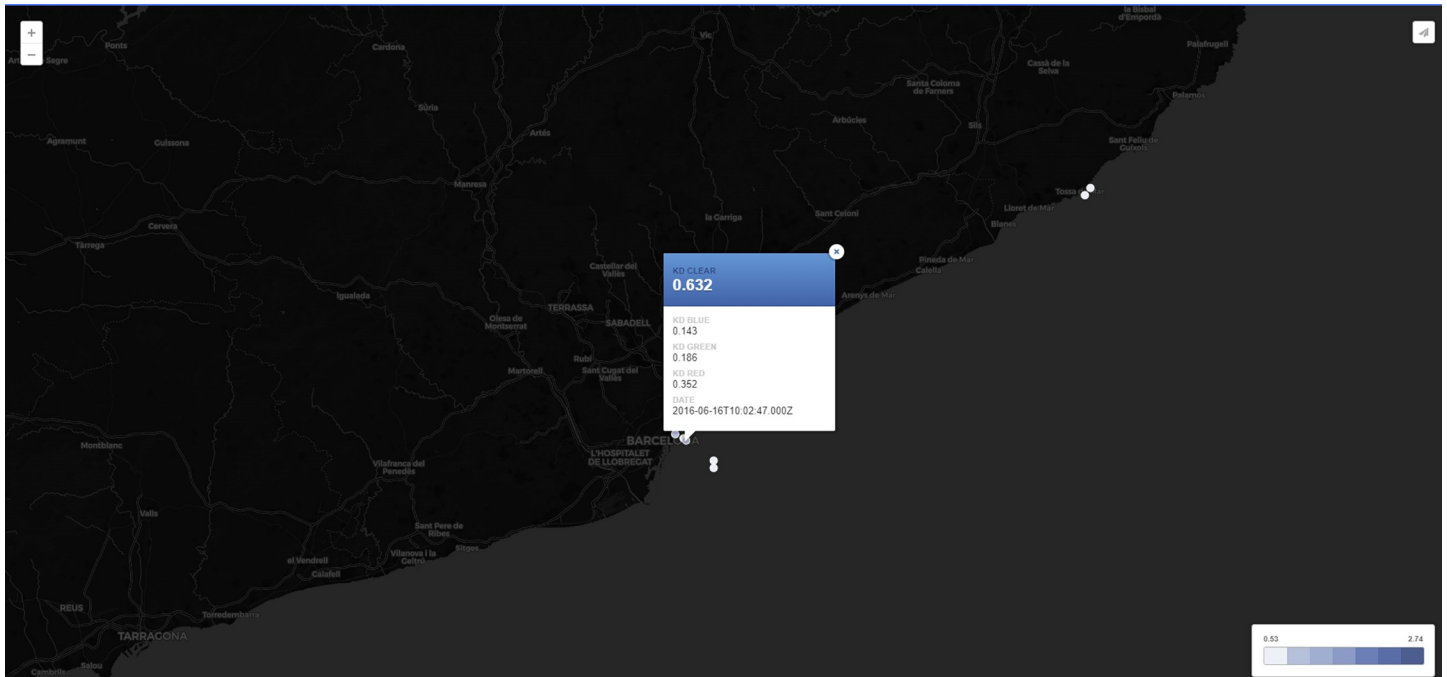 +
−
la Bisbal
d'Empordà
Vic
Palafrugell
Ponts
Cardona
Segre
Cassà de la
Selva
Santa Coloma
de Farners
Palamós
Súria
Arbúcies
Sils
Artés
Agramunt
Guissona
Sant Feliu de
Guíxols
Manresa
Tossa
Lloret de Mar
Sant Celoni
la Garriga
Blanes
Cervera
Tàrrega
Pineda de Mar
Calella
Castellar del
Vallès
KD CLEAR
0.632
Igualada
Arenys de Mar
TERRASSA
Olesa de
Montserrat
SABADELL
KD BLUE
0.143
KD GREEN
0.186
Rubí
Martorell
Sant Cugat del
Vallès
KD RED
0.352
DATE
2016-06-16T10:02:47.000Z
BARCELONA
Montblanc
L'HOSPITALET
DE LLOBREGAT
Vilafranca del
Penedès
Valls
Sant Pere de
Ribes
Sitges
Vilanova i la
Geltrú
el Vendrell
Calafell
REUS
Torredembarra
TARRAGONA
0.53 2.74
Salou
Cambrils